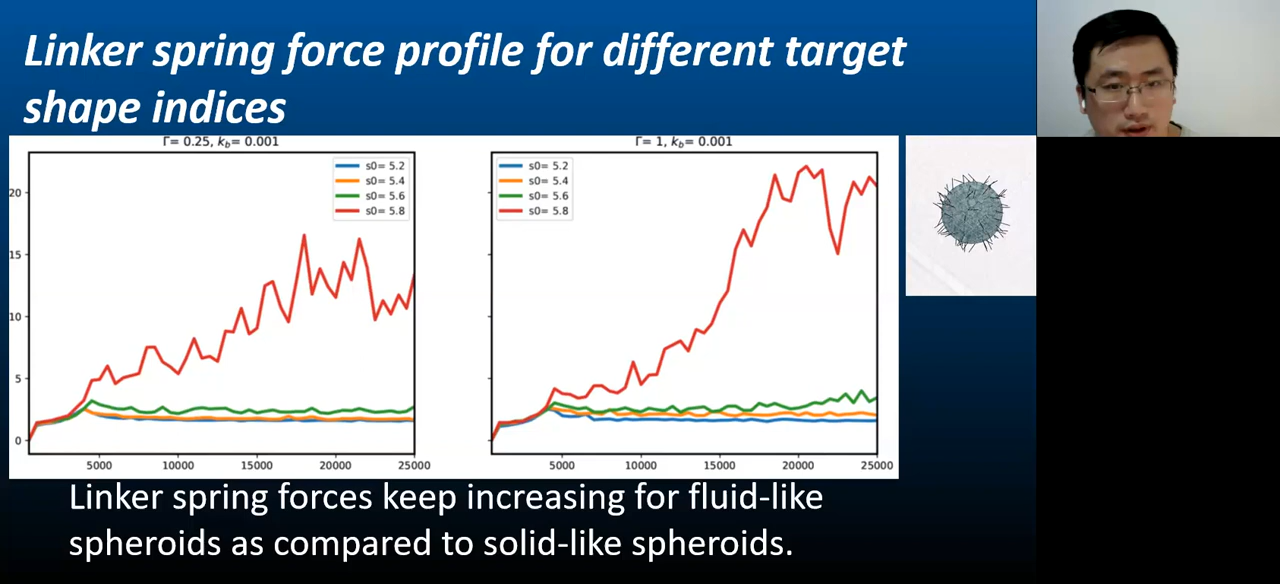 Linker spring force profile for different target
shape indices
Γ= 0.25, k_b= 0.001
s0= 5.2
s0= 5.4
s0= 5.6
s0= 5.8
20
15
10
5
0
5000 10000 15000 20000 25000
Γ= 1, k_b= 0.001
s0= 5.2
s0= 5.4
s0= 5.6
s0= 5.8
5000 10000 15000 20000 25000
Linker spring forces keep increasing for fluid-like
spheroids as compared to solid-like spheroids.